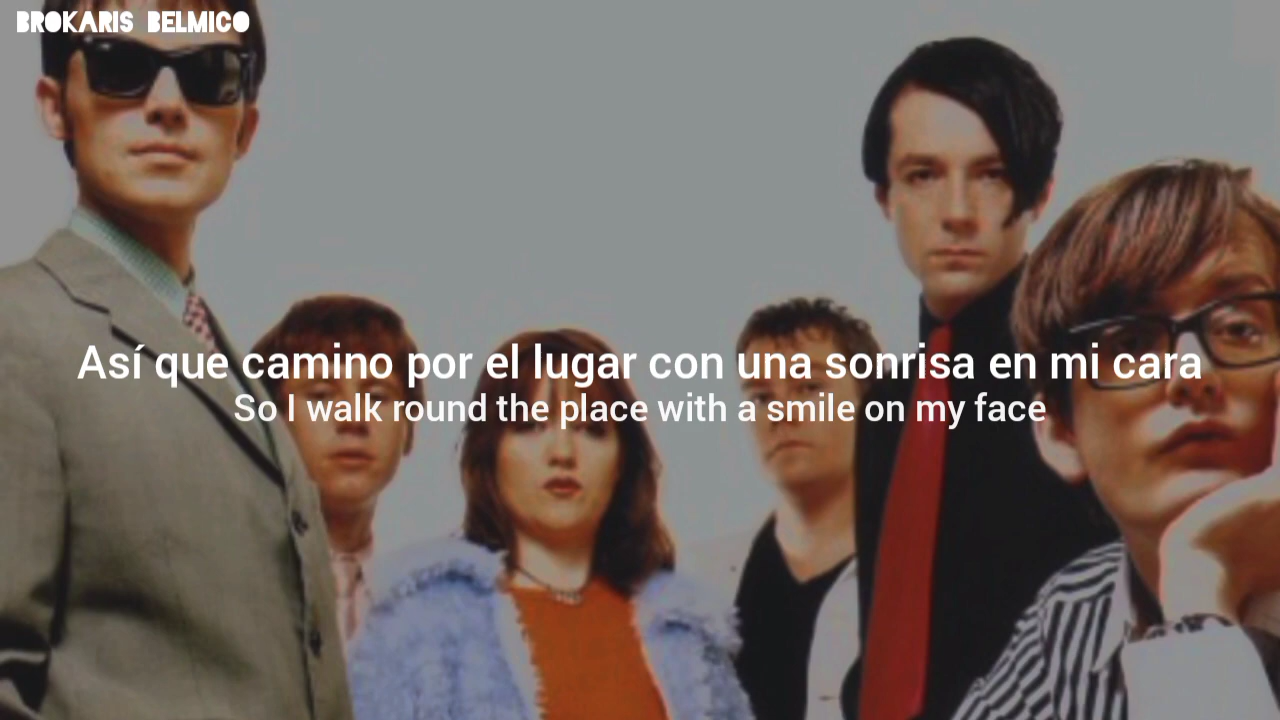 BROKARIS BELMICO
Así que camino por el lugar con una sonrisa en mi cara
So I walk round the place with a smile on my face